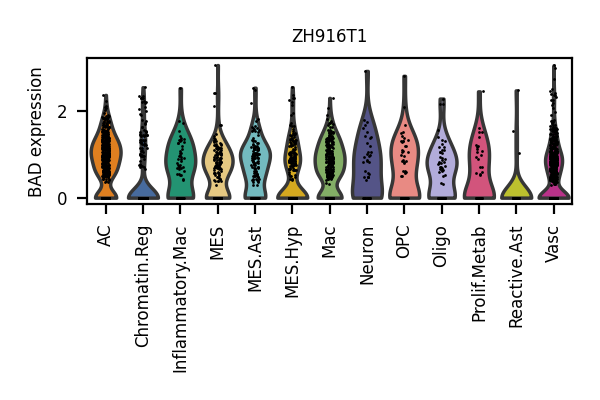 ZH916T1
BAD expression
2
0
AC
Chromatin.Reg
Inflammatory.Mac
MES
MES.Ast
MES.Hyp
Mac
Neuron
OPC
Oligo
Prolif.Metab
Reactive.Ast
Vasc